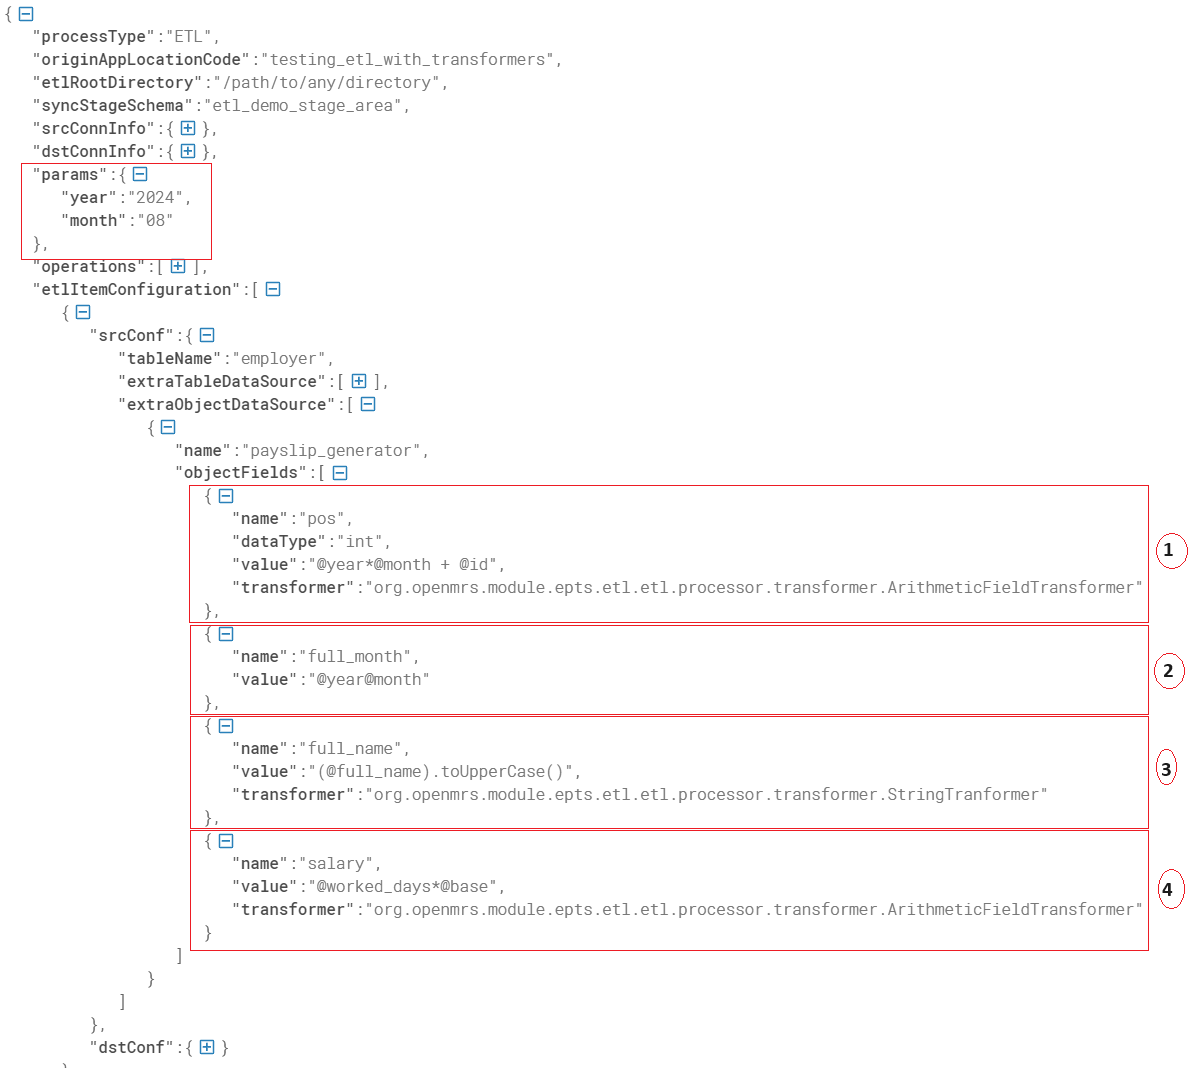 {
"processType":"ETL",
"originAppLocationCode":"testing_etl_with_transformers",
"etlRootDirectory":"/path/to/any/directory",
"syncStageSchema":"etl_demo_stage_area",
"srcConnInfo":{ + },
"dstConnInfo":{ + },
"params":{
"year":"2024",
"month":"08"
},
"operations":[ + ],
"etlItemConfiguration":[
{
"srcConf":{
"tableName":"employer",
"extraTableDataSource":[ + ],
"extraObjectDataSource":[
{
"name":"payslip_generator",
"objectFields":[
{
"name":"pos",
"dataType":"int",
"value":"@year*@month + @id",
"transformer":"org.openmrs.module.epts.etl.etl.processor.transformer.ArithmeticFieldTransformer"
},
1
{
"name":"full_month",
"value":"@year@month"
},
2
{
"name":"full_name",
"value":"(@full_name).toUpperCase()",
"transformer":"org.openmrs.module.epts.etl.etl.processor.transformer.StringTranformer"
},
3
{
"name":"salary",
"value":"@worked_days*@base",
"transformer":"org.openmrs.module.epts.etl.etl.processor.transformer.ArithmeticFieldTransformer"
}
4
]
}
]
},
"dstConf":{ + }